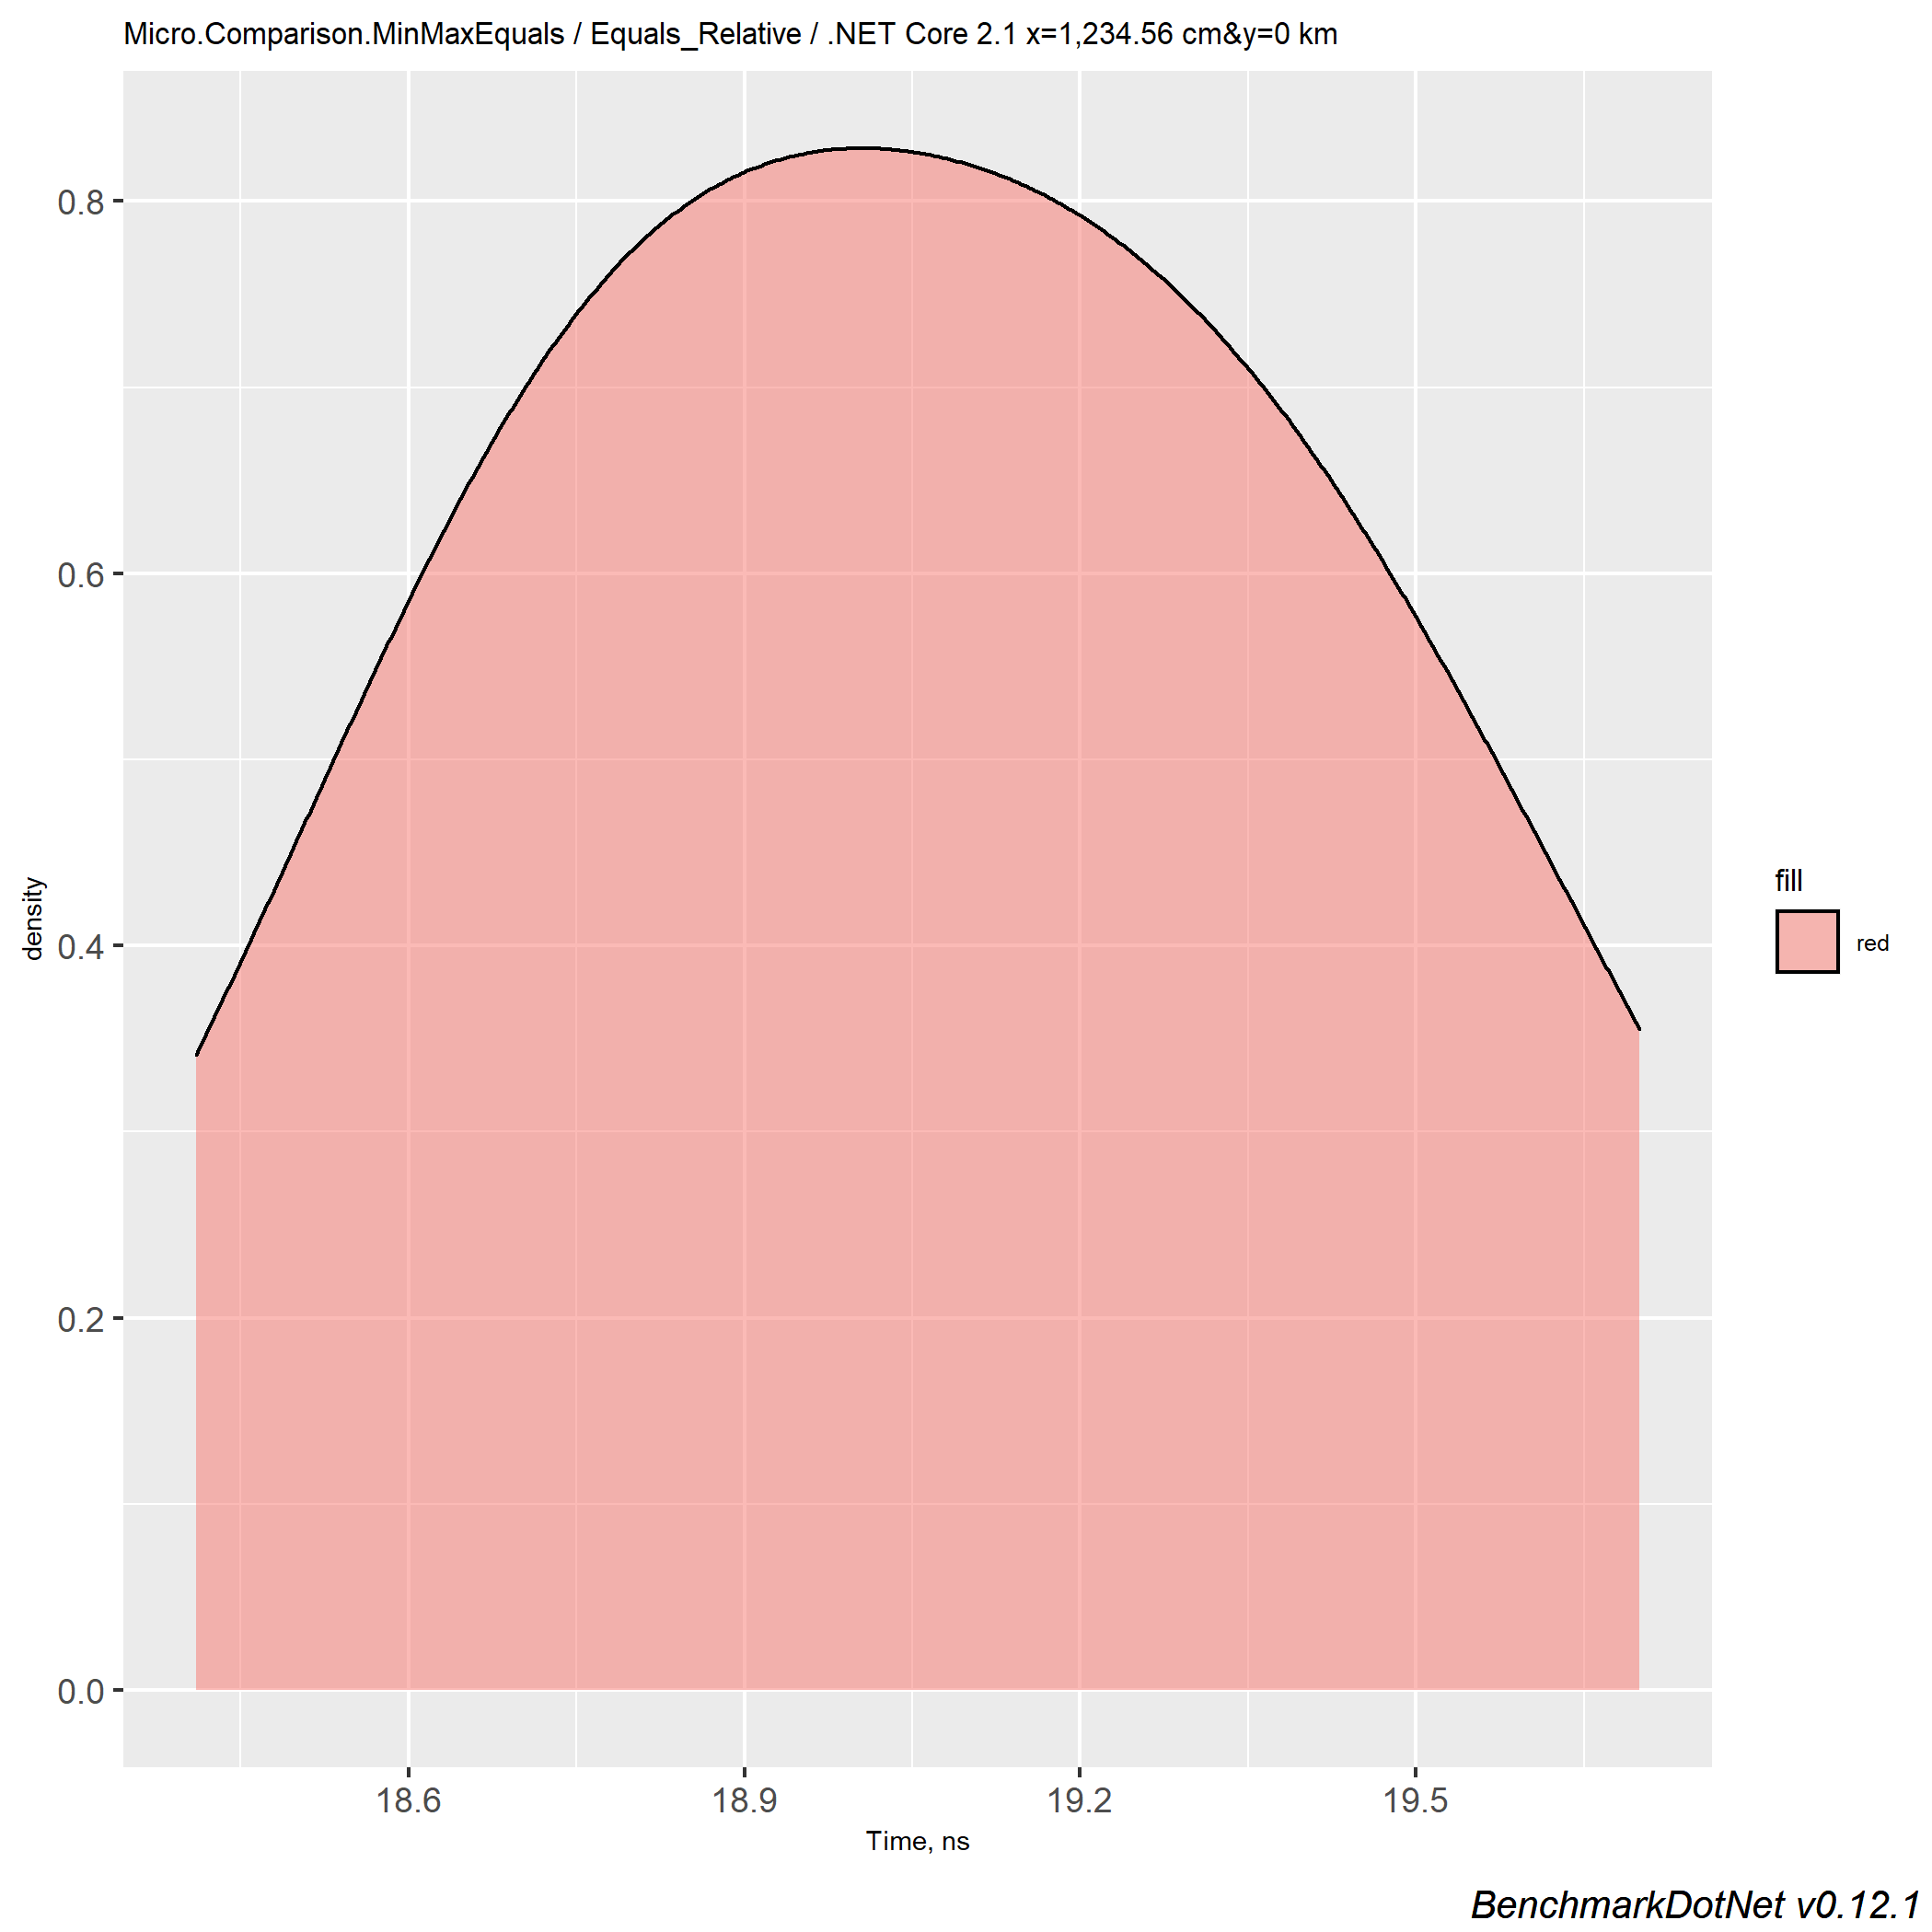 Micro.Comparison.MinMaxEquals / Equals_Relative / .NET Core 2.1 x=1,234.56 cm&y=0 km
density
0.8
0.6
0.4
0.2
0.0
18.6 18.9 19.2 19.5
Time, ns
fill
red
BenchmarkDotNet v0.12.1